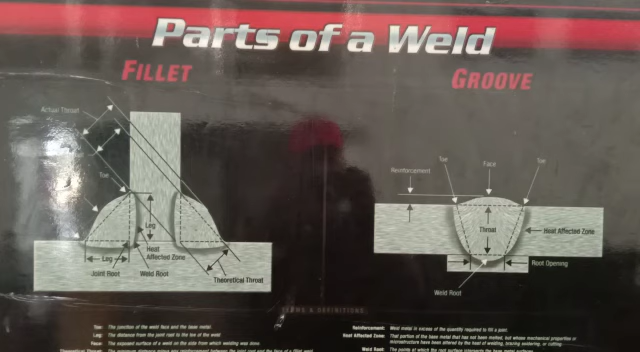 Parts of a Weld
FILLET
GROOVE
Actual Throat
Toe
Leg
Heat
Affected Zone
Leg
Joint Root
Weld Root
Theoretical Throat
Reinforcement
Toe
Face
Toe
Throat
Heat Affected Zone
Root Opening
Weld Root
TERMS & DEFINITIONS
Toe: The junction of the weld face and the base metal.
Leg: The distance from the joint root to the toe of the weld.
Face: The exposed surface of a weld on the side from which welding was done.
Reinforcement: Weld metal in excess of the quantity required to fill a joint.
Heat Affected Zone: That portion of the base metal that has not been melted, but whose mechanical properties or
microstructure have been altered by the heat of welding, brazing, soldering, or cutting.
Weld Root: